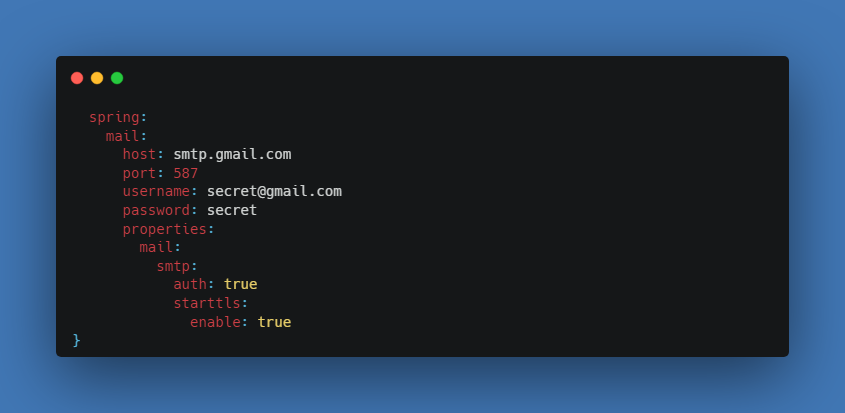 spring:
mail:
host: smtp.gmail.com
port: 587
username: secret@gmail.com
password: secret
properties:
mail:
smtp:
auth: true
starttls:
enable: true
}